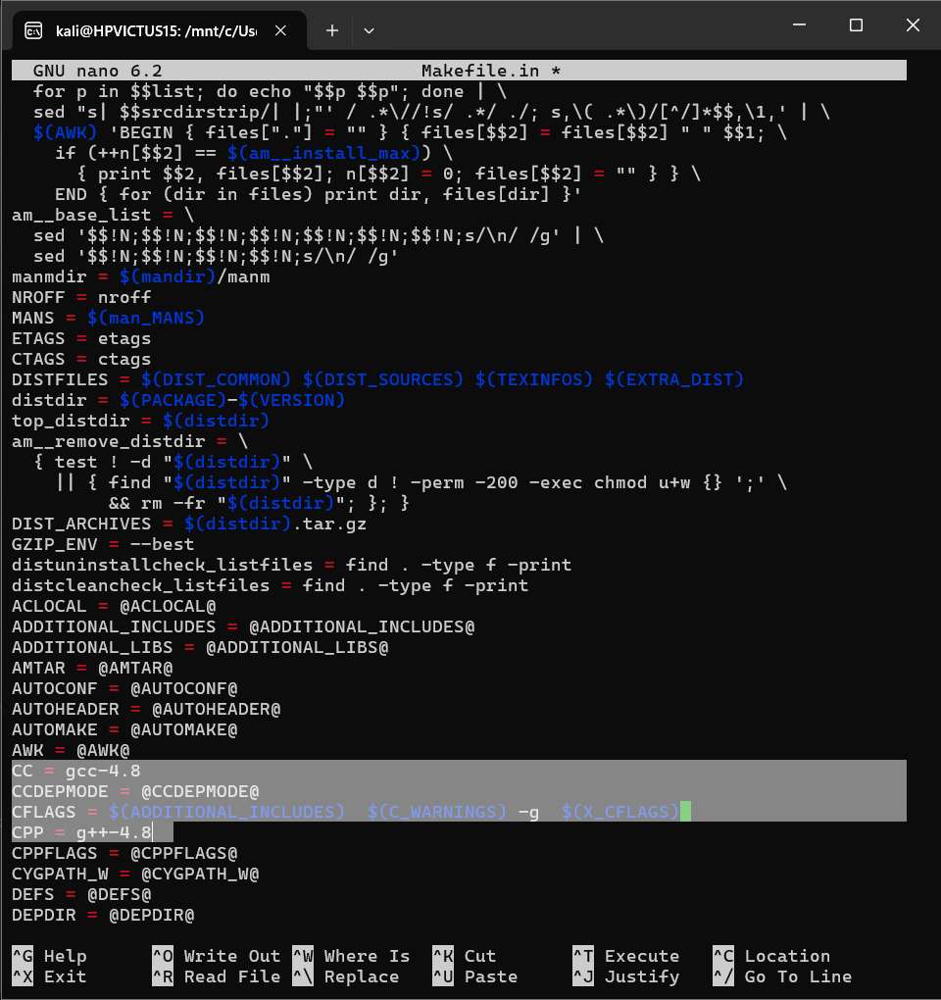 kali@HPVICTUS15: /mnt/c/Us
GNU nano 6.2 Makefile.in *
for p in $$list; do echo "$$p $$p"; done | \
sed "s| $$srcdirstrip/| |;"' / .*\//!s/ .*/ ./; s,\( .*\)/[^/]*$$,\1,' | \
$(AWK) 'BEGIN { files["."] = "" } { files[$$2] = files[$$2] " " $$1; \
if (++n[$$2] == $(am__install_max)) \
{ print $$2, files[$$2]; n[$$2] = 0; files[$$2] = "" } } \
END { for (dir in files) print dir, files[dir] }'
am__base_list = \
sed '$$!N;$$!N;$$!N;$$!N;$$!N;$$!N;$$!N;s/\n/ /g' | \
sed '$$!N;$$!N;$$!N;$$!N;s/\n/ /g'
manmdir = $(mandir)/manm
NROFF = nroff
MANS = $(man_MANS)
ETAGS = etags
CTAGS = ctags
DISTFILES = $(DIST_COMMON) $(DIST_SOURCES) $(TEXINFOS) $(EXTRA_DIST)
distdir = $(PACKAGE)-$(VERSION)
top_distdir = $(distdir)
am__remove_distdir = \
{ test ! -d "$(distdir)" \
|| { find "$(distdir)" -type d ! -perm -200 -exec chmod u+w {} ';' \
&& rm -fr "$(distdir)"; }; }
DIST_ARCHIVES = $(distdir).tar.gz
GZIP_ENV = --best
distuninstallcheck_listfiles = find . -type f -print
distcleancheck_listfiles = find . -type f -print
ACLOCAL = @ACLOCAL@
ADDITIONAL_INCLUDES = @ADDITIONAL_INCLUDES@
ADDITIONAL_LIBS = @ADDITIONAL_LIBS@
AMTAR = @AMTAR@
AUTOCONF = @AUTOCONF@
AUTOHEADER = @AUTOHEADER@
AUTOMAKE = @AUTOMAKE@
AWK = @AWK@
CC = gcc-4.8
CCDEPMODE = @CCDEPMODE@
CFLAGS = $(ADDITIONAL_INCLUDES)  $(C_WARNINGS) -g  $(X_CFLAGS)
CPP = g++-4.8
CPPFLAGS = @CPPFLAGS@
CYGPATH_W = @CYGPATH_W@
DEFS = @DEFS@
DEPDIR = @DEPDIR@
^G Help ^O Write Out ^W Where Is ^K Cut ^T Execute ^C Location
^X Exit ^R Read File ^\ Replace ^U Paste ^J Justify ^/ Go To Line